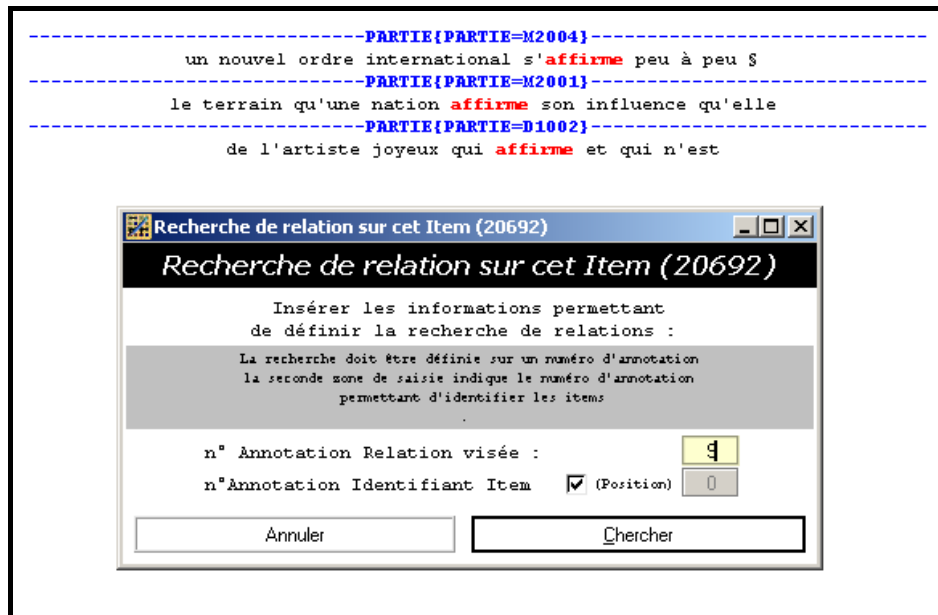 ------------------------------PARTIE{PARTIE=M2004}------------------------------
un nouvel ordre international s'affirme peu à peu §
------------------------------PARTIE{PARTIE=M2001}------------------------------
le terrain qu'une nation affirme son influence qu'elle
------------------------------PARTIE{PARTIE=D1002}------------------------------
de l'artiste joyeux qui affirme et qui n'est
Recherche de relation sur cet Item (20692)
Recherche de relation sur cet Item (20692)
Insérer les informations permettant
de définir la recherche de relations :
La recherche doit être définie sur un numéro d'annotation
la seconde zone de saisie indique le numéro d'annotation
permettant d'identifier les items
.
n° Annotation Relation visée : 9
n°Annotation Identifiant Item (Position) 0
Annuler Chercher